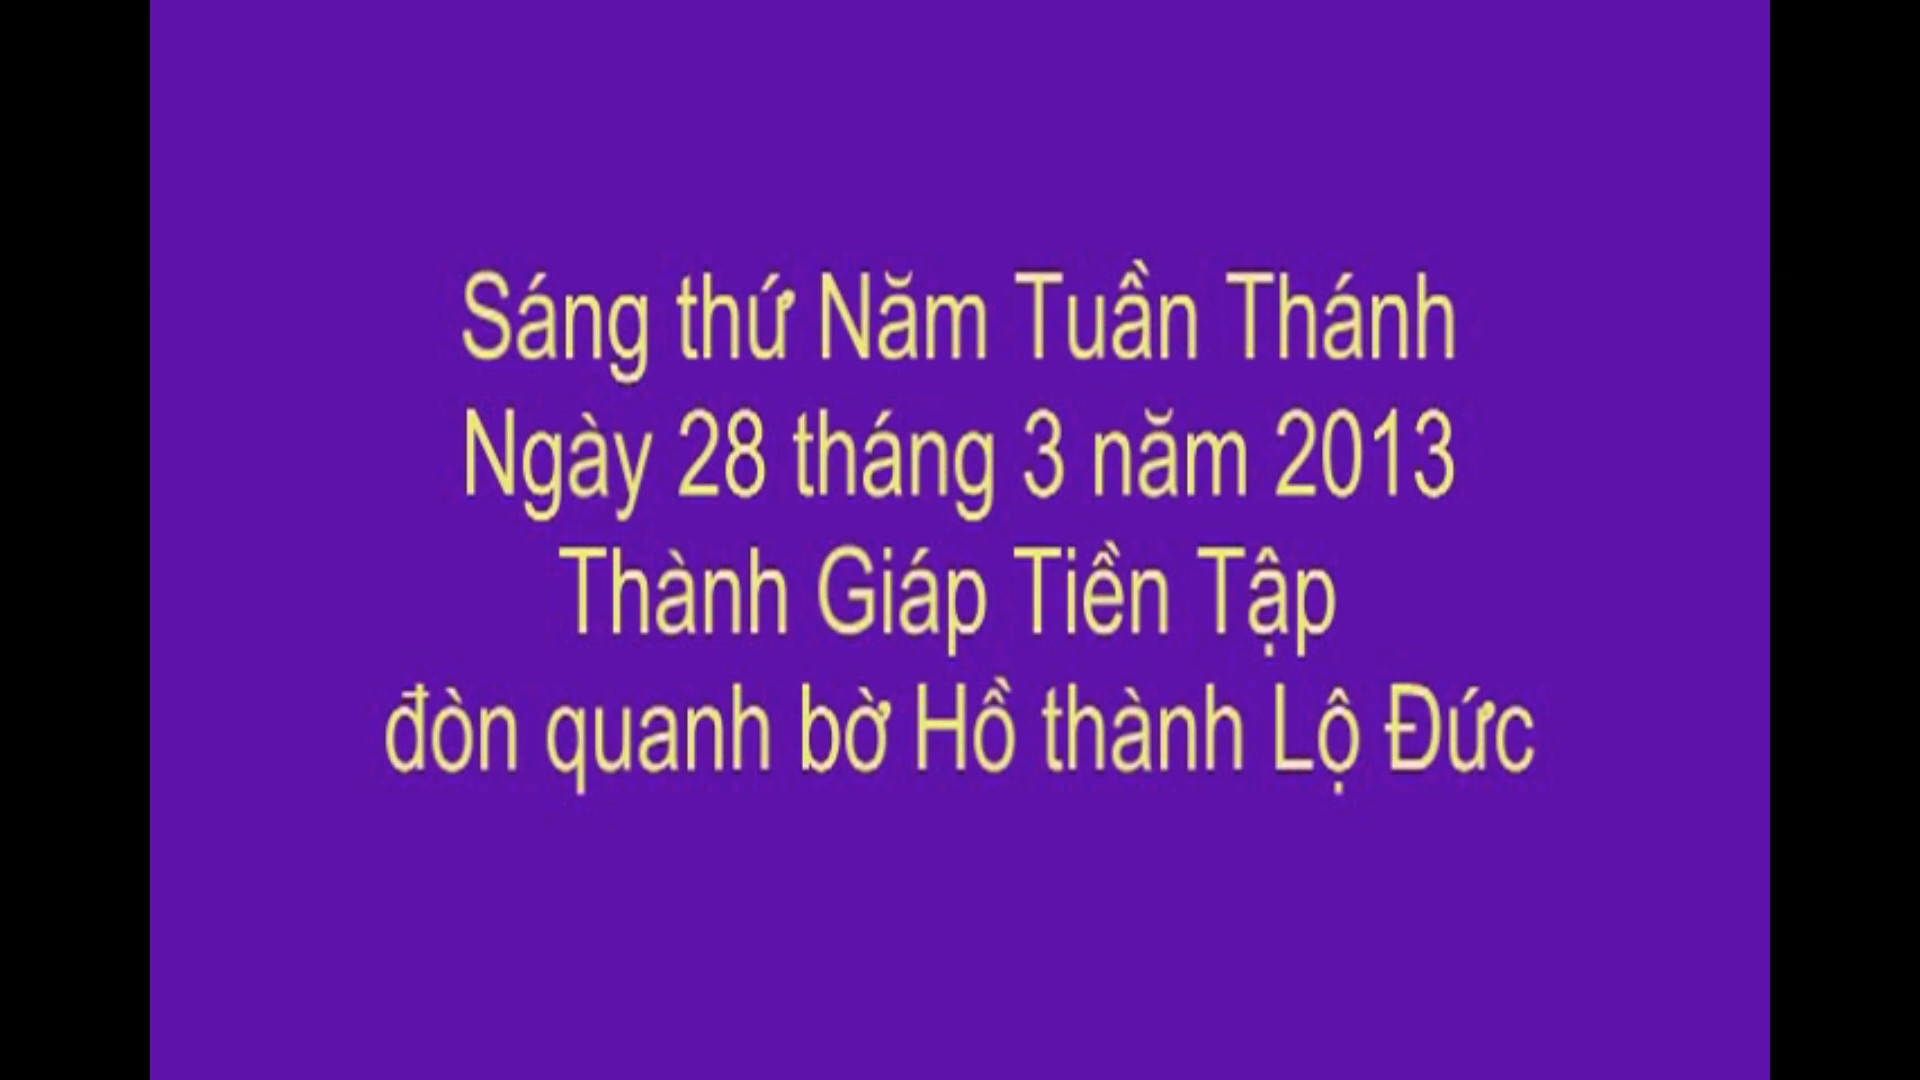 Sáng thứ Năm Tuần Thánh
Ngày 28 tháng 3 năm 2013
Thành Giáp Tiền Tập
đòn quanh bờ Hồ thành Lộ Đức